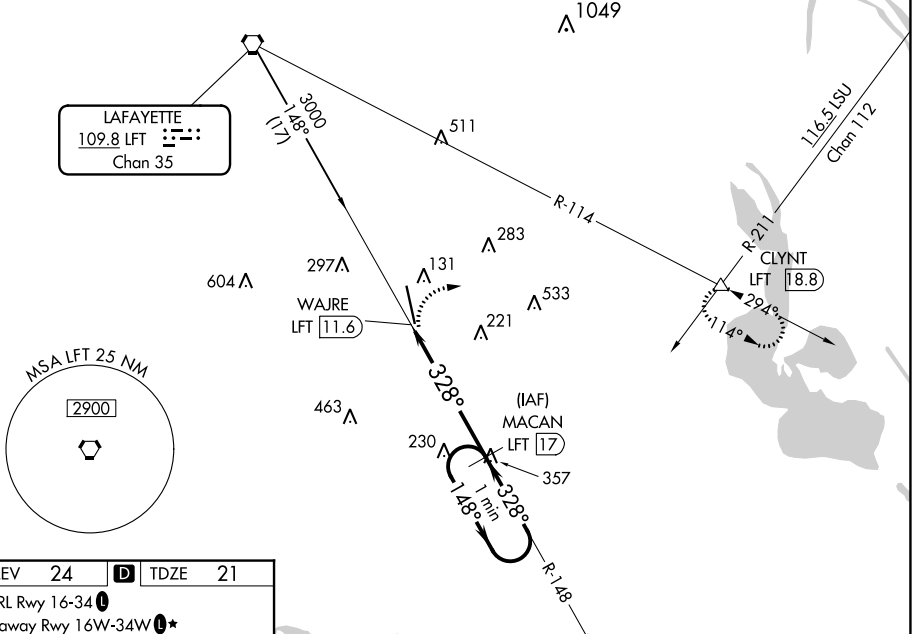 1049
LAFAYETTE
109.8 LFT
Chan 35
3000
148°
(17)
511
116.5 LSU
Chan 112
R-114
R-211
CLYNT
LFT 18.8
294°
114°
283
297
131
604
533
WAJRE
LFT 11.6
221
MSA LFT 25 NM
2900
328°
463
(IAF)
MACAN
LFT 17
230
357
1 min
148°
328°
R-148
EV 24 D TDZE 21
RL Rwy 16-34 L
away Rwy 16W-34W L★